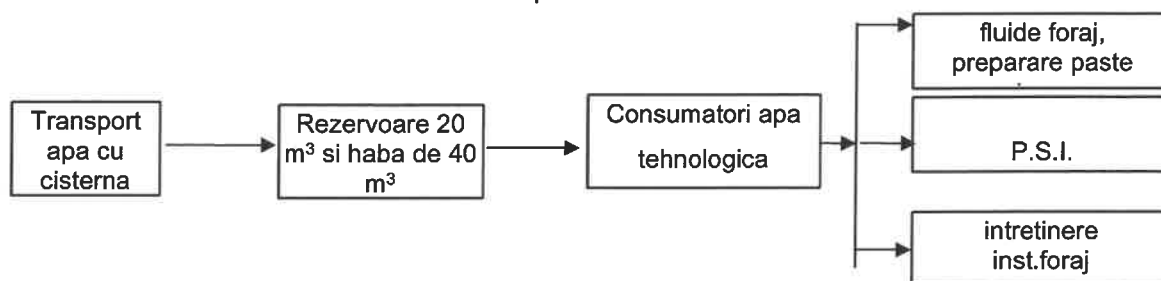 Transport
apa cu
cisterna
Rezervoare 20
m³ si haba de 40
m³
Consumatori apa
tehnologica
fluide foraj,
preparare paste
P.S.I.
intretinere
inst.foraj